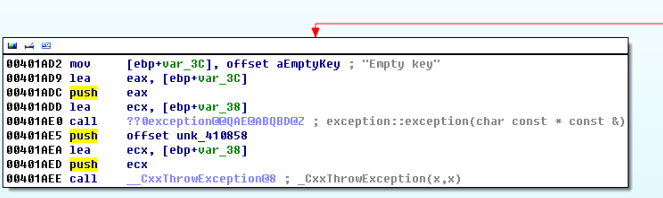 00401AD2 mov [ebp+var_3C], offset aEmptyKey ; "Empty key"
00401AD9 lea eax, [ebp+var_3C]
00401ADC push eax
00401ADD lea ecx, [ebp+var_38]
00401AE0 call ??0exception@@QAE@ABQBD@Z ; exception::exception(char const * const &)
00401AE5 push offset unk_410858
00401AEA lea ecx, [ebp+var_38]
00401AED push ecx
00401AEE call __CxxThrowException@8 ; _CxxThrowException(x,x)